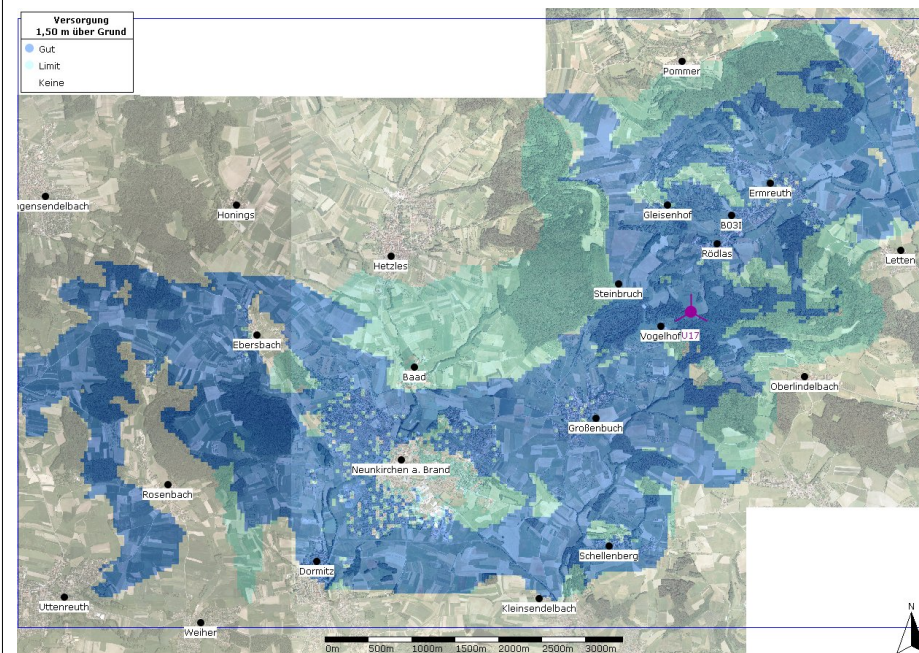 Versorgung
1,50 m über Grund
Gut
Limit
Keine
Pommer
ngensendelbach
Honings
Ermreuth
Gleisenhof
B03I
Rödlas
Hetzles
Letten
Steinbruch
Vogelhof
U17
Ebersbach
Baad
Oberlindelbach
Großenbuch
Neunkirchen a. Brand
Rosenbach
Schellenberg
Dormitz
Uttenreuth
Kleinsendelbach
Weiher
N
0m 500m 1000m 1500m 2000m 2500m 3000m